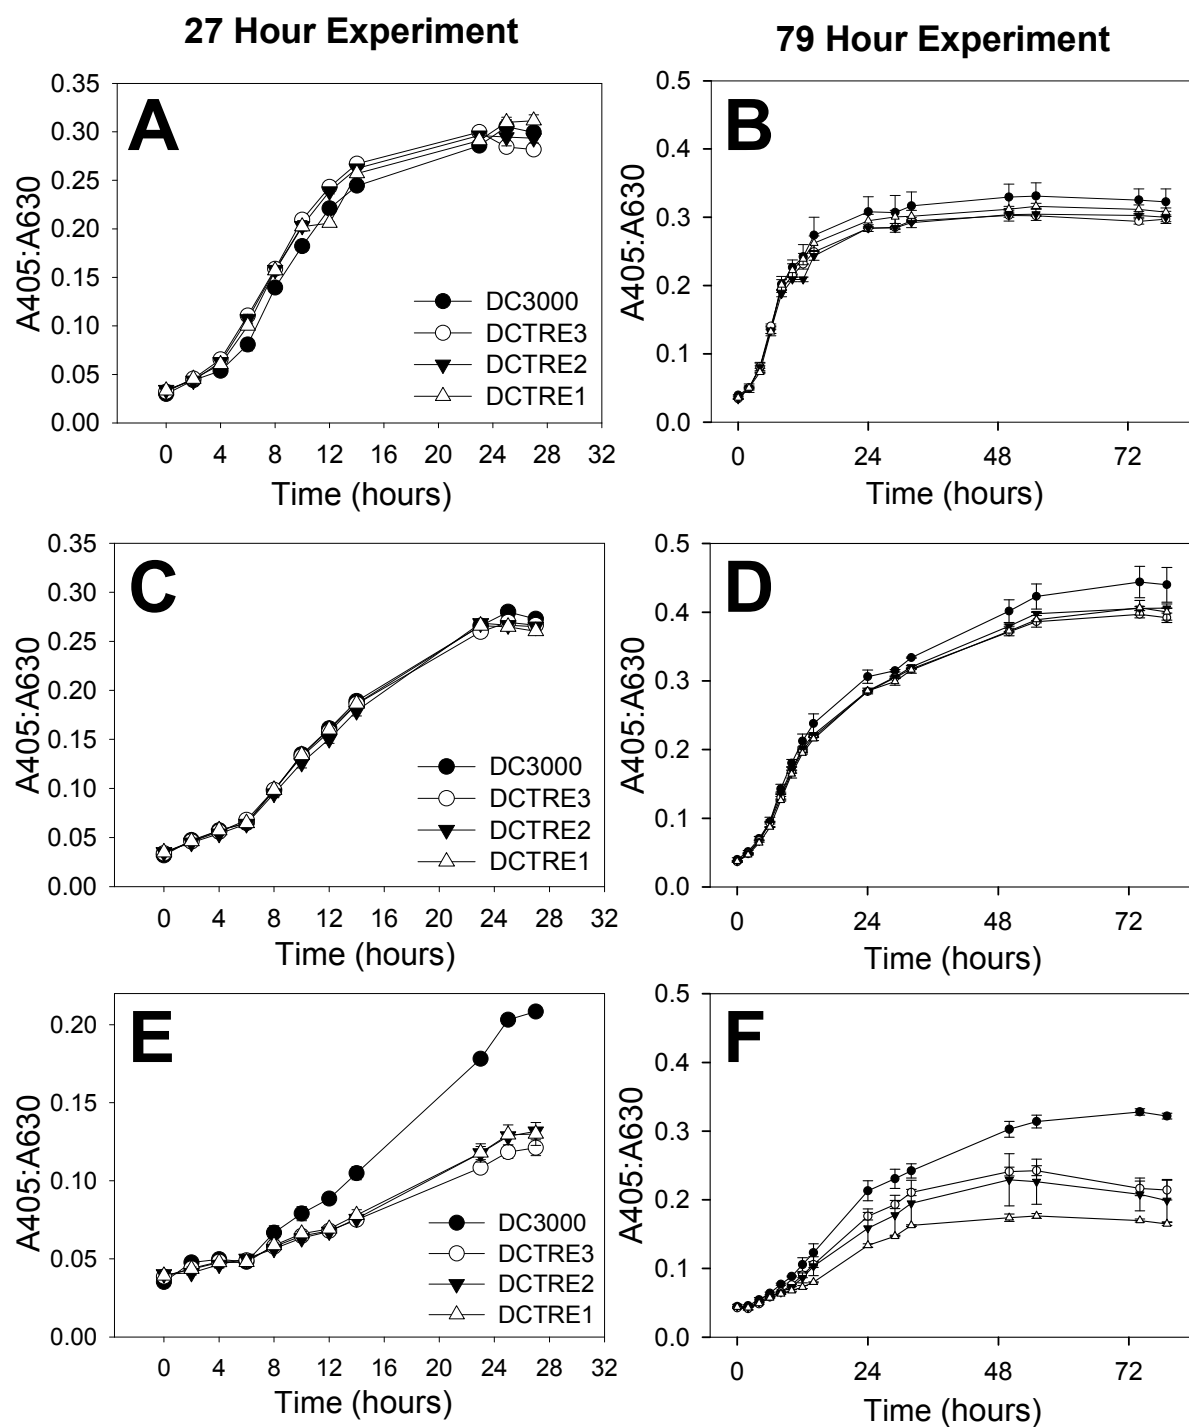 27 Hour Experiment
79 Hour Experiment
A
A405:A630
0.35
0.30
0.25
0.20
0.15
0.10
0.05
0.00
0 4 8 12 16 20 24 28 32
Time (hours)
DC3000
DCTRE3
DCTRE2
DCTRE1
B
A405:A630
0.5
0.4
0.3
0.2
0.1
0.0
0 24 48 72
Time (hours)
C
A405:A630
0.35
0.30
0.25
0.20
0.15
0.10
0.05
0.00
0 4 8 12 16 20 24 28 32
Time (hours)
DC3000
DCTRE3
DCTRE2
DCTRE1
D
A405:A630
0.5
0.4
0.3
0.2
0.1
0.0
0 24 48 72
Time (hours)
E
A405:A630
0.20
0.15
0.10
0.05
0.00
0 4 8 12 16 20 24 28 32
Time (hours)
DC3000
DCTRE3
DCTRE2
DCTRE1
F
A405:A630
0.5
0.4
0.3
0.2
0.1
0.0
0 24 48 72
Time (hours)